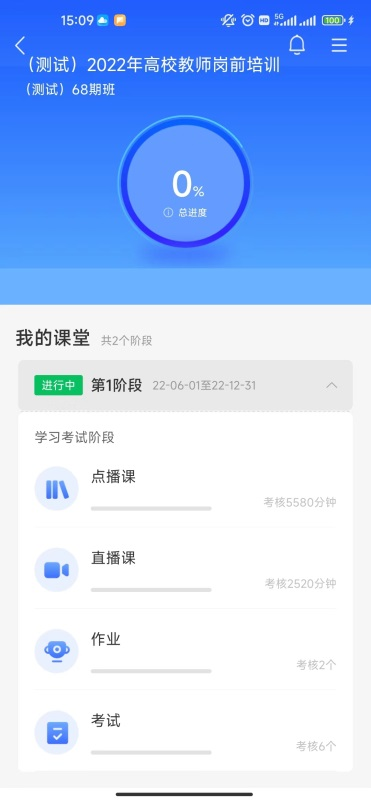 15:09
HD 5G 100
（测试）2022年高校教师岗前培训
（测试）68期班
0%
总进度
我的课堂 共2个阶段
进行中 第1阶段 22-06-01至22-12-31
学习考试阶段
点播课
考核5580分钟
直播课
考核2520分钟
作业
考核2个
考试
考核6个